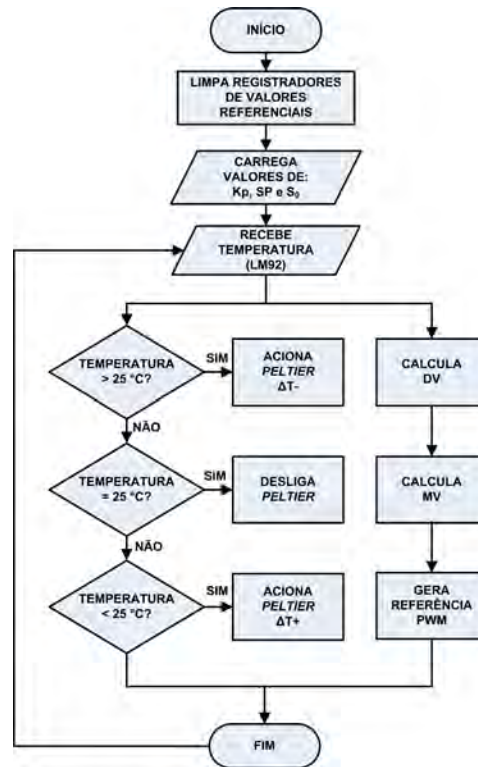 INÍCIO
LIMPA REGISTRADORES
DE VALORES
REFERENCIAIS
CARREGA
VALORES DE:
Kp, SP e S₀
RECEBE
TEMPERATURA
(LM92)
TEMPERATURA
> 25 °C?
SIM
ACIONA
PELTIER
ΔT-
NÃO
TEMPERATURA
= 25 °C?
SIM
DESLIGA
PELTIER
NÃO
TEMPERATURA
< 25 °C?
SIM
ACIONA
PELTIER
ΔT+
CALCULA
DV
CALCULA
MV
GERA
REFERÊNCIA
PWM
FIM